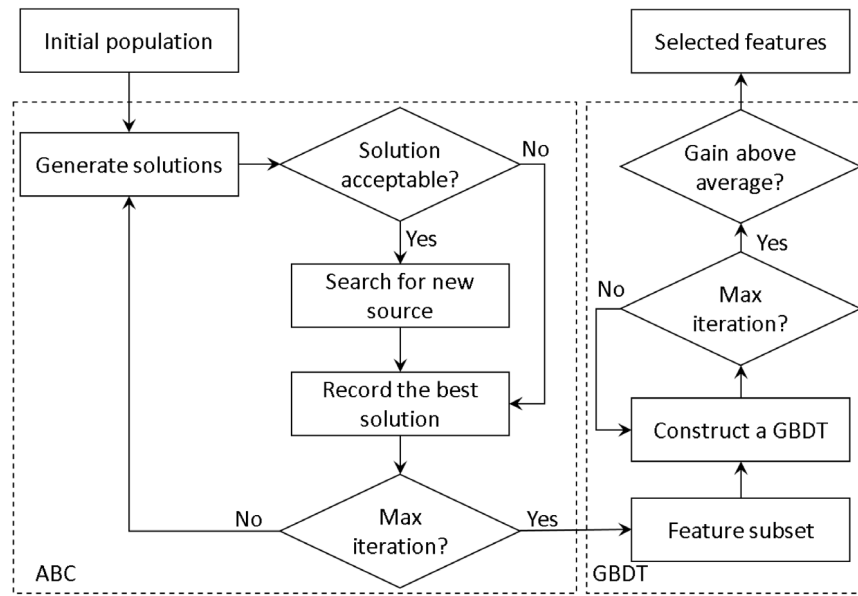 Initial population
Generate solutions
Solution
acceptable?
No
Yes
Search for new
source
Record the best
solution
Max
iteration?
No
Yes
ABC
Selected features
Gain above
average?
Yes
Max
iteration?
No
Construct a GBDT
Feature subset
GBDT